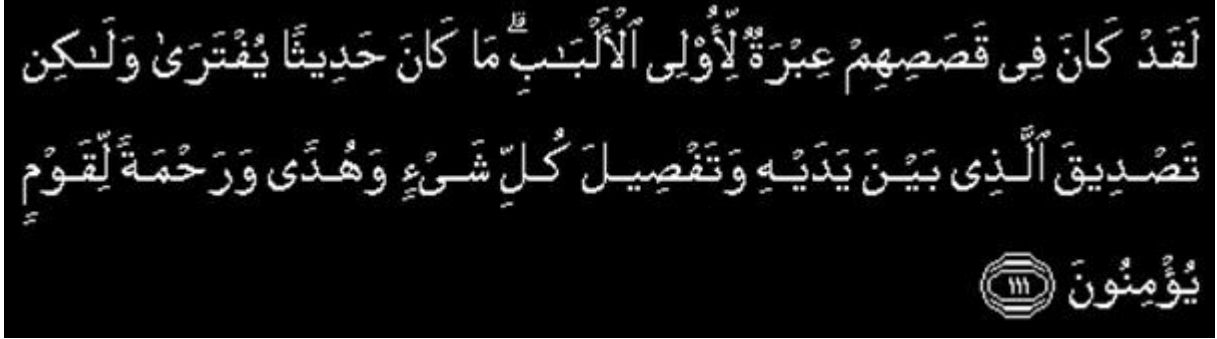 لَقَدْ كَانَ فِى قَصَصِهِمْ عِبْرَةٌ لِّأُو۟لِى ٱلْأَلْبَـٰبِ ۗ مَا كَانَ حَدِيثًا يُفْتَرَىٰ وَلَـٰكِن
تَصْدِيقَ ٱلَّذِى بَيْنَ يَدَيْهِ وَتَفْصِيلَ كُلِّ شَىْءٍ وَهُدًى وَرَحْمَةً لِّقَوْمٍ
يُؤْمِنُونَ ١١١